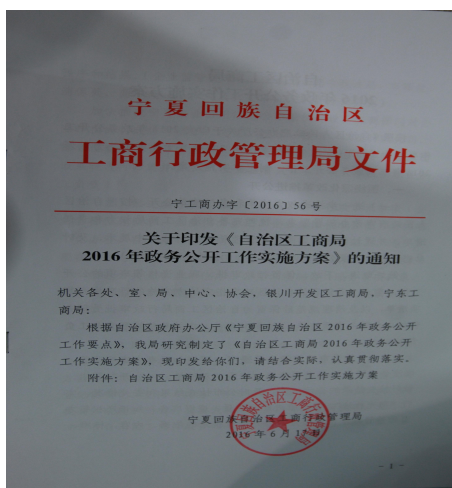 宁夏回族自治区
工商行政管理局文件
宁工商办字〔2016〕56号
关于印发《自治区工商局
2016年政务公开工作实施方案》的通知
机关各处、室、局、中心、协会，银川开发区工商局，宁东工
商局：
根据自治区政府办公厅《宁夏回族自治区2016年政务公开
工作要点》，我局研究制定了《自治区工商局2016年政务公开
工作实施方案》，现印发给你们，请结合实际，认真贯彻落实。
附件：自治区工商局2016年政务公开工作实施方案
宁夏回族自治区工商行政管理局
2016年6月17日
- 1 -